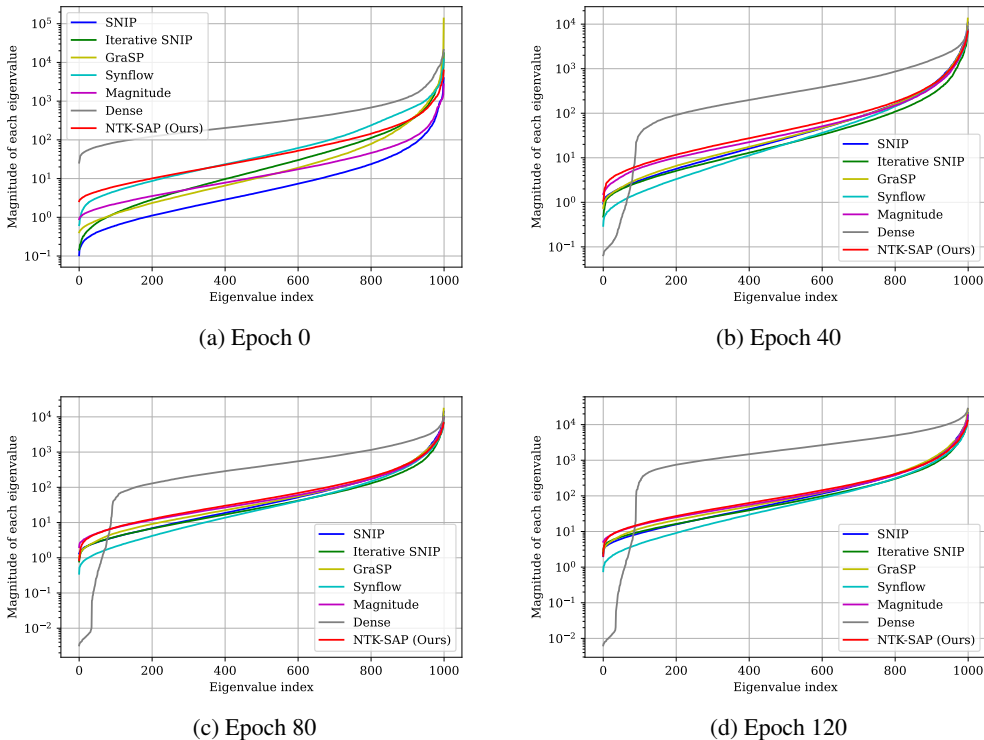 10^5
10^4
10^3
10^2
10^1
10^0
10^-1
Magnitude of each eigenvalue
SNIP
Iterative SNIP
GraSP
Synflow
Magnitude
Dense
NTK-SAP (Ours)
0 200 400 600 800 1000
Eigenvalue index
(a) Epoch 0
10^4
10^3
10^2
10^1
10^0
10^-1
Magnitude of each eigenvalue
SNIP
Iterative SNIP
GraSP
Synflow
Magnitude
Dense
NTK-SAP (Ours)
0 200 400 600 800 1000
Eigenvalue index
(b) Epoch 40
10^4
10^3
10^2
10^1
10^0
10^-1
10^-2
Magnitude of each eigenvalue
SNIP
Iterative SNIP
GraSP
Synflow
Magnitude
Dense
NTK-SAP (Ours)
0 200 400 600 800 1000
Eigenvalue index
(c) Epoch 80
10^4
10^3
10^2
10^1
10^0
10^-1
10^-2
Magnitude of each eigenvalue
SNIP
Iterative SNIP
GraSP
Synflow
Magnitude
Dense
NTK-SAP (Ours)
0 200 400 600 800 1000
Eigenvalue index
(d) Epoch 120